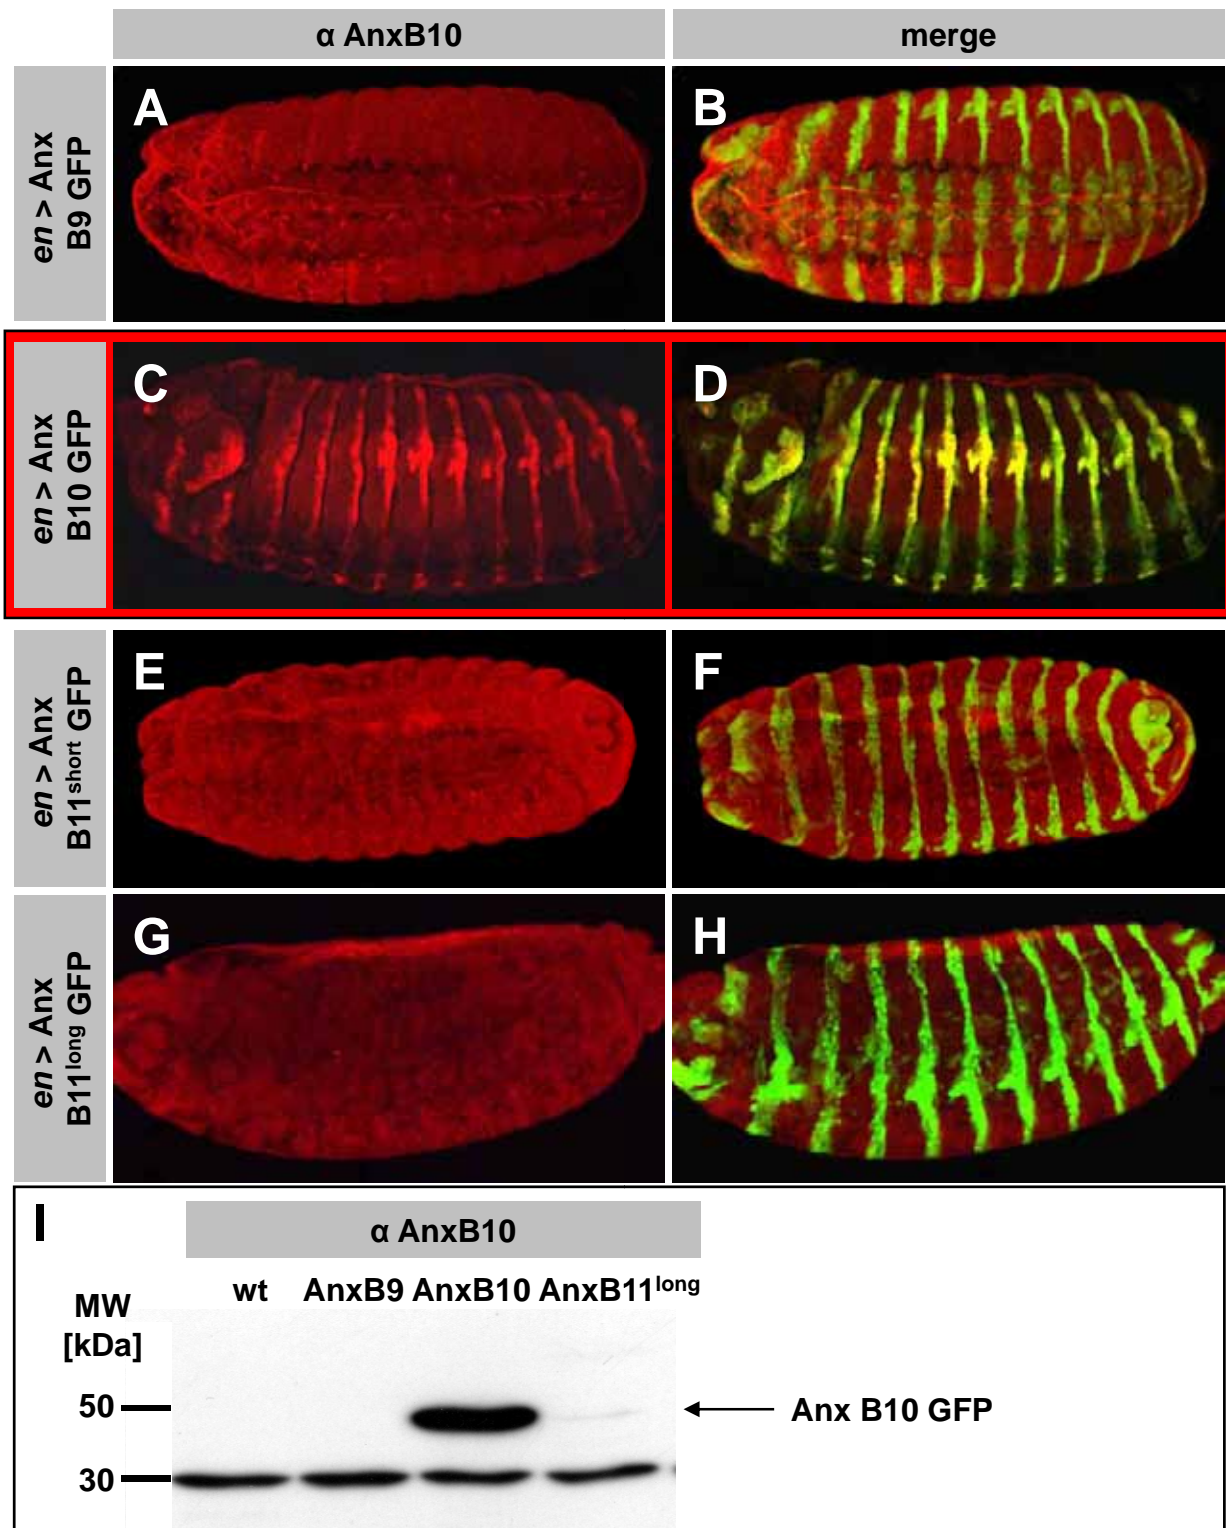 α AnxB10
merge
en > Anx
B9 GFP
A
B
en > Anx
B10 GFP
C
D
en > Anx
B11short GFP
E
F
en > Anx
B11long GFP
G
H
I
α AnxB10
wt AnxB9 AnxB10 AnxB11long
MW
[kDa]
50
Anx B10 GFP
30